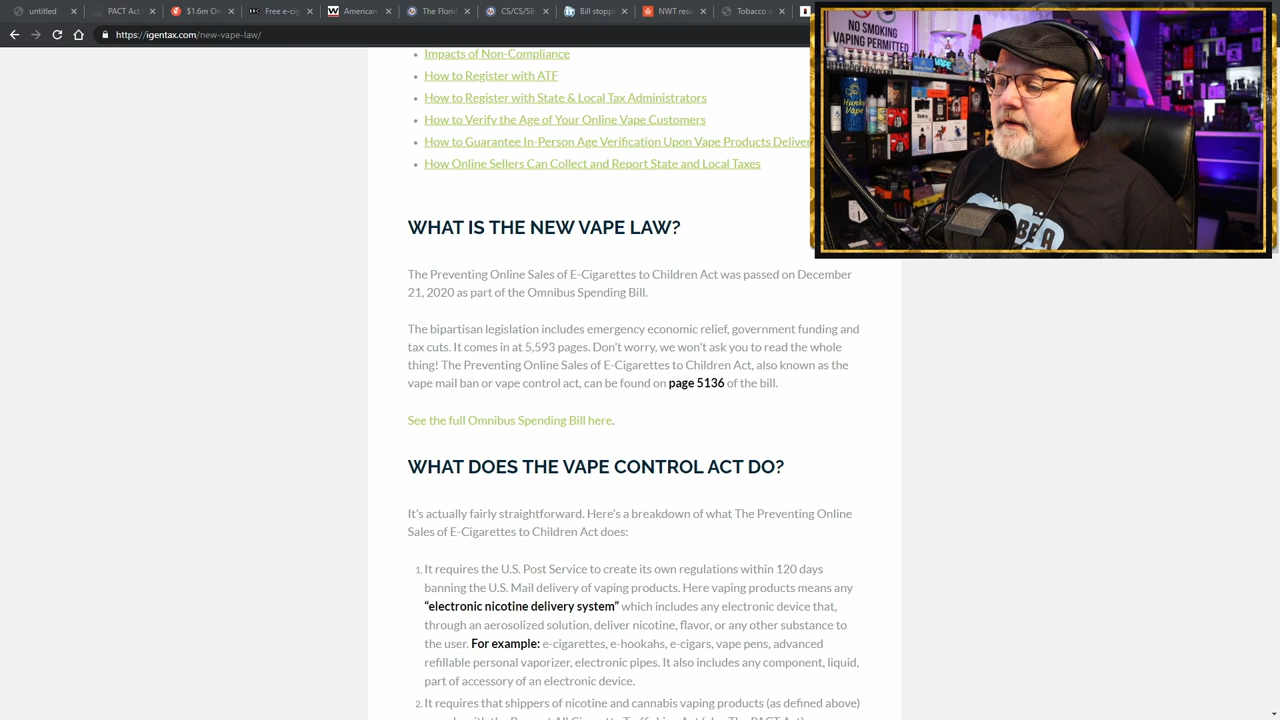 untitled
PACT Act
$1.6m O
Free e-ci
American
The Flori
CS/CS/SB
Bill stopp
NWT resi
Tobacco a
https://igentax.com/new-vape-law/
NO SMOKING
VAPING PERMITTED
Impacts of Non-Compliance
How to Register with ATF
How to Register with State & Local Tax Administrators
How to Verify the Age of Your Online Vape Customers
How to Guarantee In-Person Age Verification Upon Vape Products Deliver
How Online Sellers Can Collect and Report State and Local Taxes
WHAT IS THE NEW VAPE LAW?
The Preventing Online Sales of E-Cigarettes to Children Act was passed on December
21, 2020 as part of the Omnibus Spending Bill.
The bipartisan legislation includes emergency economic relief, government funding and
tax cuts. It comes in at 5,593 pages. Don't worry, we won't ask you to read the whole
thing! The Preventing Online Sales of E-Cigarettes to Children Act, also known as the
vape mail ban or vape control act, can be found on page 5136 of the bill.
See the full Omnibus Spending Bill here.
WHAT DOES THE VAPE CONTROL ACT DO?
It's actually fairly straightforward. Here's a breakdown of what The Preventing Online
Sales of E-Cigarettes to Children Act does:
1. It requires the U.S. Post Service to create its own regulations within 120 days
banning the U.S. Mail delivery of vaping products. Here vaping products means any
“electronic nicotine delivery system” which includes any electronic device that,
through an aerosolized solution, deliver nicotine, flavor, or any other substance to
the user. For example: e-cigarettes, e-hookahs, e-cigars, vape pens, advanced
refillable personal vaporizer, electronic pipes. It also includes any component, liquid,
part of accessory of an electronic device.
2. It requires that shippers of nicotine and cannabis vaping products (as defined above)